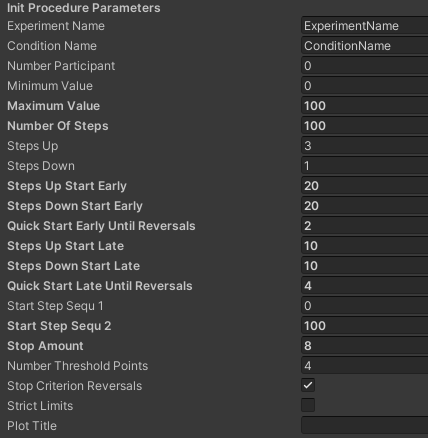 Init Procedure Parameters
Experiment Name ExperimentName
Condition Name ConditionName
Number Participant 0
Minimum Value 0
Maximum Value 100
Number Of Steps 100
Steps Up 3
Steps Down 1
Steps Up Start Early 20
Steps Down Start Early 20
Quick Start Early Until Reversals 2
Steps Up Start Late 10
Steps Down Start Late 10
Quick Start Late Until Reversals 4
Start Step Sequ 1 0
Start Step Sequ 2 100
Stop Amount 8
Number Threshold Points 4
Stop Criterion Reversals
Strict Limits
Plot Title